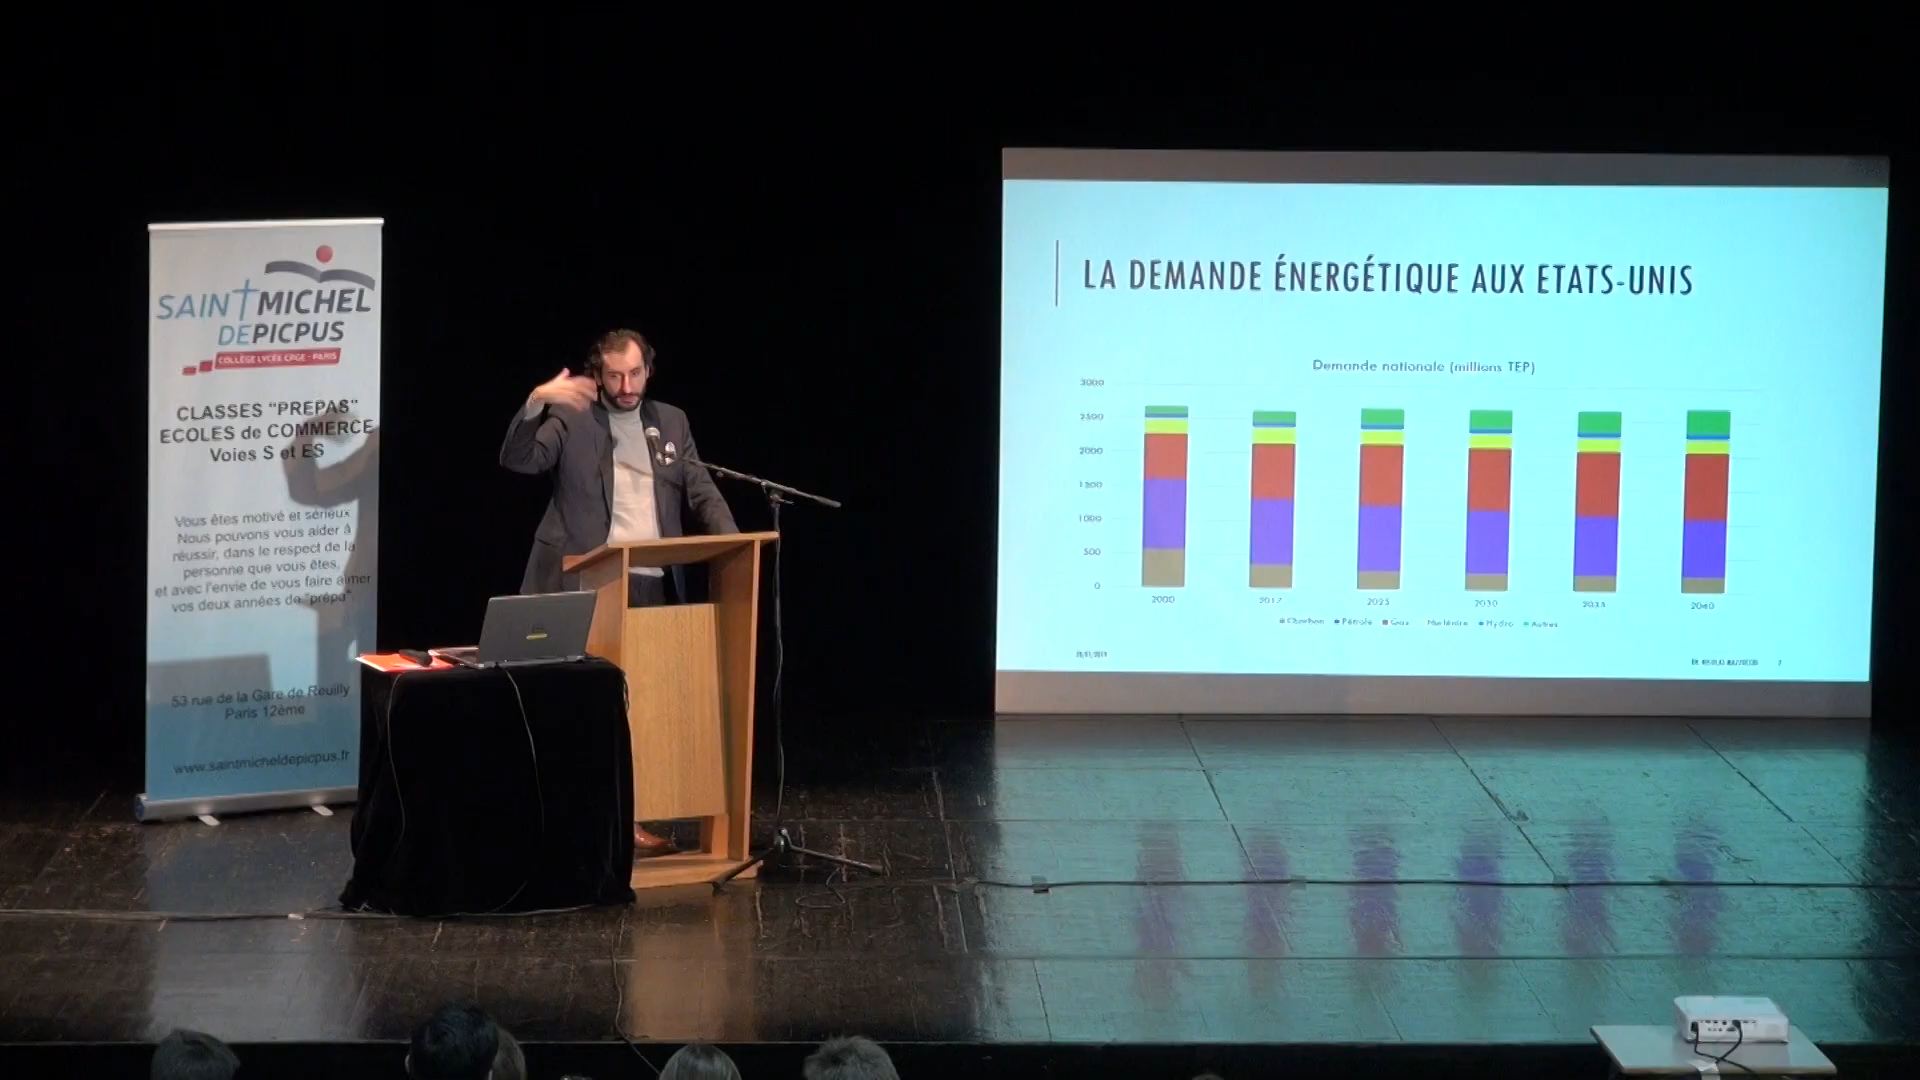 SAINT MICHEL
DE PICPUS
COLLÈGE LYCÉE CPGE - PARIS
CLASSES "PREPAS"
ECOLES de COMMERCE
Voies S et ES
Vous êtes motivé et sérieux
Nous pouvons vous aider à
réussir, dans le respect de la
personne que vous êtes,
et avec l'envie de vous faire aimer
vos deux années de "prépa".
53 rue de la Gare de Reuilly
Paris 12ème
www.saintmicheldepicpus.fr
LA DEMANDE ÉNERGÉTIQUE AUX ETATS-UNIS
Demande nationale (millions TEP)
3000
2500
2000
1500
1000
500
0
2000 2017 2025 2030 2035 2040
Charbon Pétrole Gaz Nucléaire Hydro Autres
DR. NICOLAS MAZZUCCHI